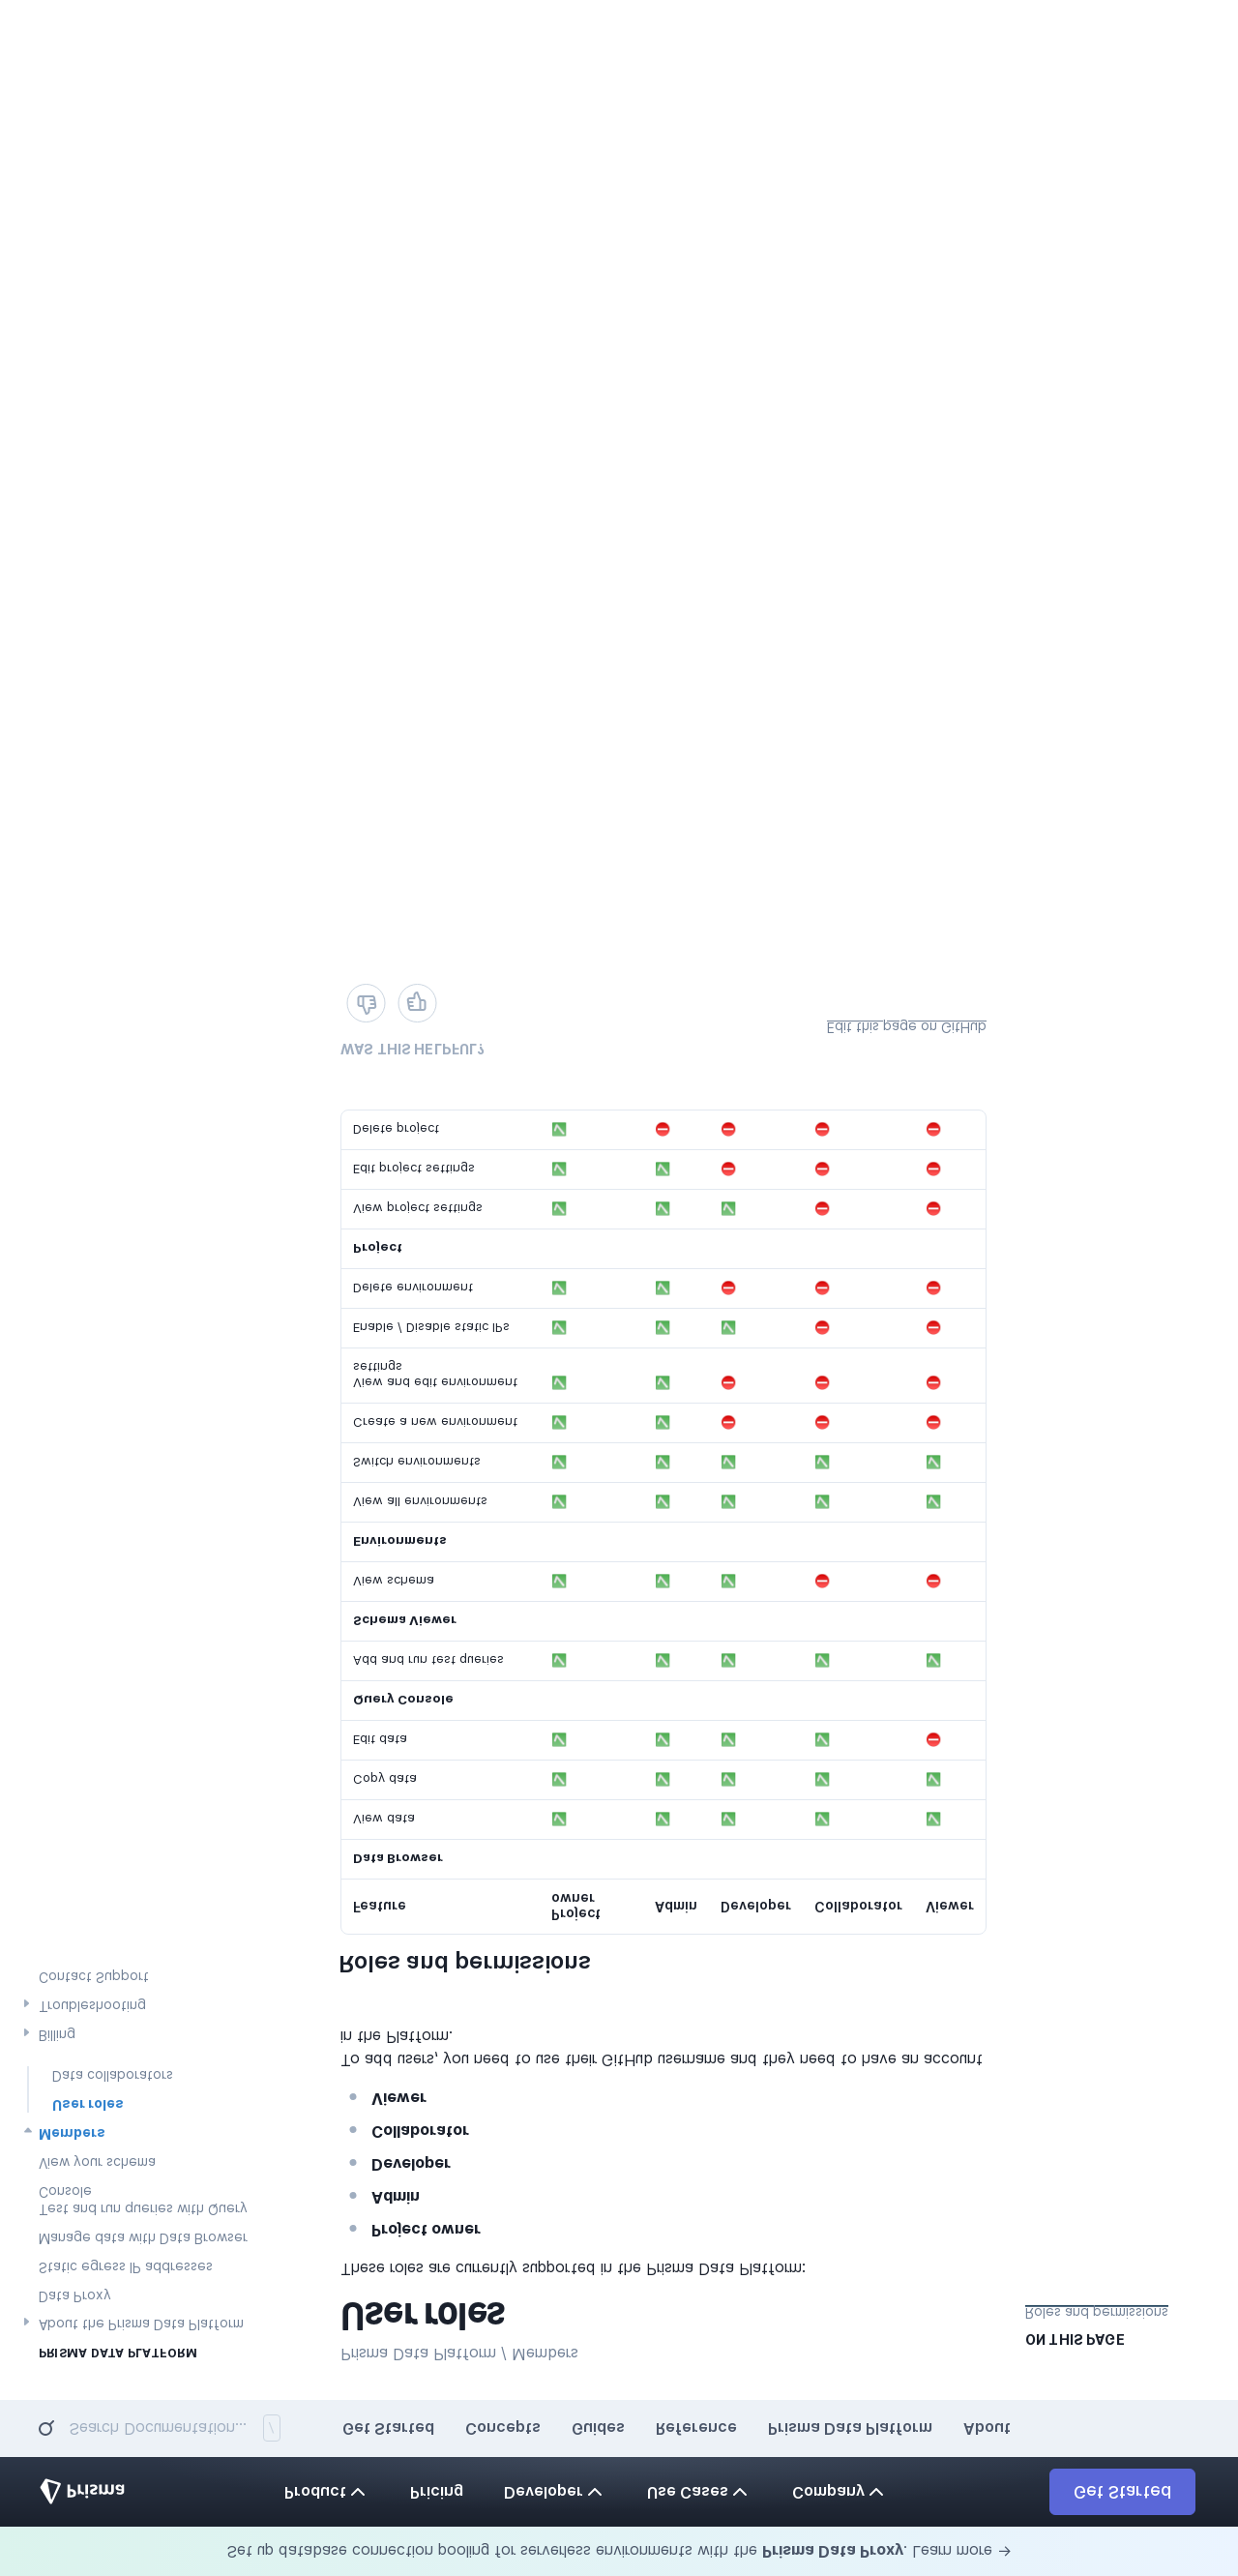 Set up database connection pooling for serverless environments with the Prisma Data Proxy. Learn more →
Prisma
Product
Pricing
Developer
Use Cases
Company
Get Started
Search Documentation...
/
Get Started
Concepts
Guides
Reference
Prisma Data Platform
About
PRISMA DATA PLATFORM
About the Prisma Data Platform
Data Proxy
Static egress IP addresses
Manage data with Data Browser
Test and run queries with Query
Console
View your schema
Members
User roles
Data collaborators
Billing
Troubleshooting
Contact Support
Prisma Data Platform / Members
User roles
These roles are currently supported in the Prisma Data Platform:
Project owner
Admin
Developer
Collaborator
Viewer
To add users, you need to use their GitHub username and they need to have an account
in the Platform.
Roles and permissions
Feature Project owner Admin Developer Collaborator Viewer
Data Browser
View data ✅ ✅ ✅ ✅ ✅
Copy data ✅ ✅ ✅ ✅ ✅
Edit data ✅ ✅ ✅ ✅ ⛔
Query Console
Add and run test queries ✅ ✅ ✅ ✅ ✅
Schema Viewer
View schema ✅ ✅ ✅ ⛔ ⛔
Environments
View all environments ✅ ✅ ✅ ✅ ✅
Switch environments ✅ ✅ ✅ ✅ ✅
Create a new environment ✅ ✅ ⛔ ⛔ ⛔
View and edit environment ✅ ✅ ⛔ ⛔ ⛔
settings
Enable / Disable static IPs ✅ ✅ ✅ ⛔ ⛔
Delete environment ✅ ✅ ⛔ ⛔ ⛔
Project
View project settings ✅ ✅ ✅ ⛔ ⛔
Edit project settings ✅ ✅ ⛔ ⛔ ⛔
Delete project ✅ ⛔ ⛔ ⛔ ⛔
WAS THIS HELPFUL?
Edit this page on GitHub
ON THIS PAGE
Roles and permissions